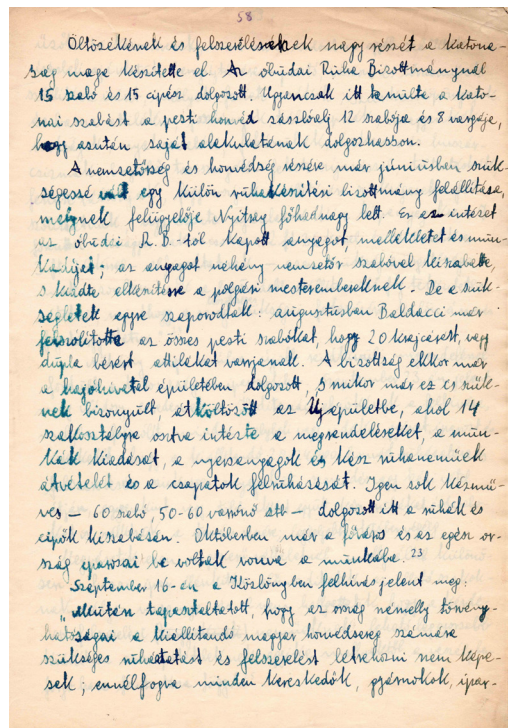 58
Öltözékének és felszerelésének nagy részét a katona-
ság maga készítette el. Az óbudai Ruha Bizottmánynál
15 szabó és 15 cipész dolgozott. Ugyancsak itt tanulta a kato-
nai szabást a pesti honvéd zászlóalj 12 szabója és 8 vargája,
hogy azután saját alakulatának dolgozhasson.
A nemzetőrség és honvédség részére már júniusban szük-
ségessé vált egy külön ruhakészítési bizottmány felállítása,
melynek felügyelője Nyitray főhadnagy lett. Ez az intézet
az óbudai R.B.-tól kapott anyagot, mellékletet és mun-
kadíjat; az anyagot néhány nemzetőr szabóval kiszabatta,
s küldte elkészítésre a polgári mesterembereknek. - De a szük-
ségletek egyre szaporodtak: augusztusban Baldacci már
felszólította az összes pesti szabókat, hogy 20 krajcárért, vagy
dupla bérért attilákat varrjanak. A bizottság ekkor már
a hajóhivatal épületében dolgozott, s mikor már ez is szük-
nek bizonyult, átköltözött az Újépületbe, ahol 14
szakosztályra osztva intézte a megrendeléseket, a mun-
kák kiadását, a nyersanyagok és kész ruhaneműek
átvételét és a csapatok felruházását. Igen sok kézmű-
ves - 60 szabó, 50-60 varrónő stb - dolgozott itt a ruhák és
cipők kiszabásán. Októberben már a főváros és az egész or-
szág iparosai be voltak vonva a munkába. 23
Szeptember 16-án a Közlönyben felhívás jelent meg:
"Miután tapasztaltatott, hogy az ország némelly törvény-
hatóságai a kiállítandó magyar honvédsereg számára
szükséges ruházatást és felszerelést létrehozni nem képe-
sek; ennélfogva minden kereskedők, gyárnokok, ipar-